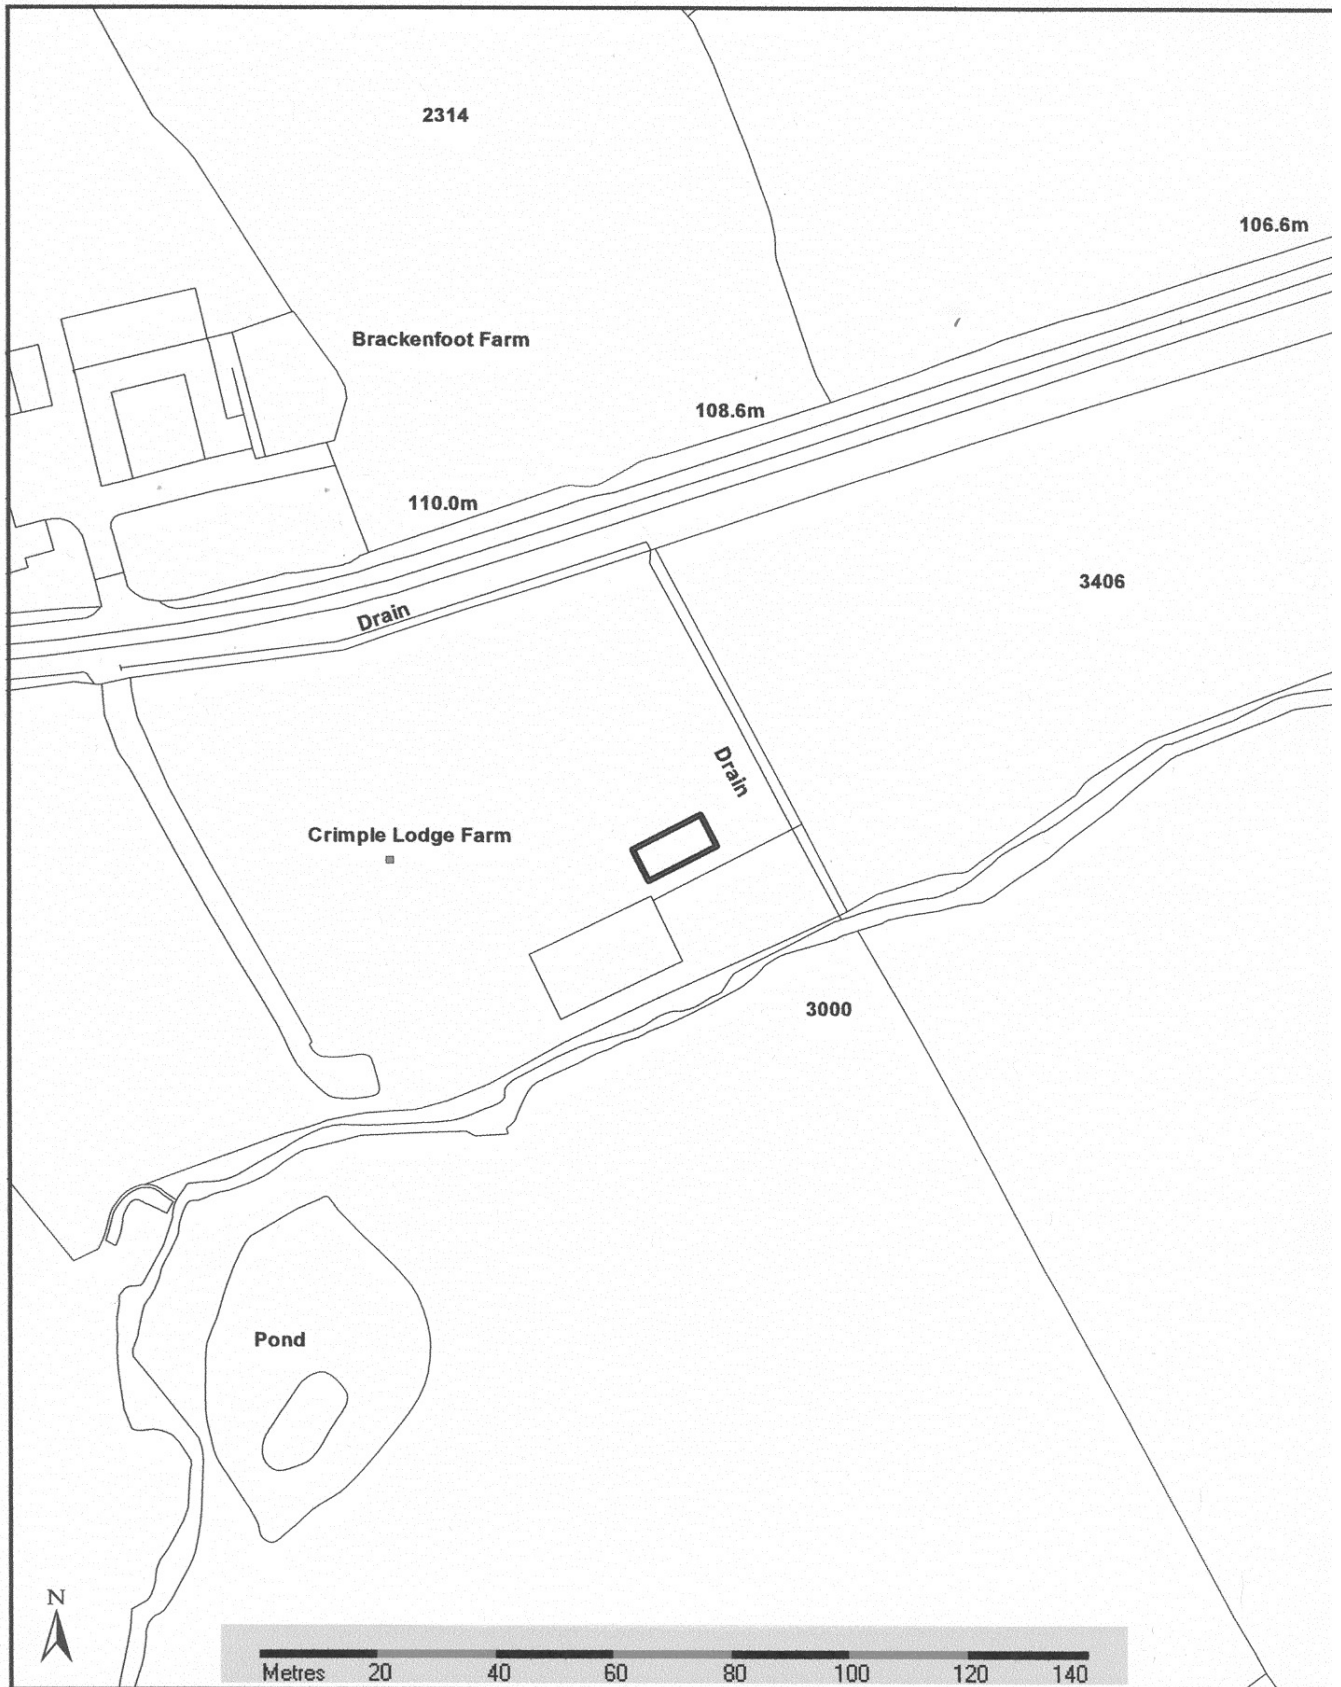 2314
106.6m
Brackenfoot Farm
108.6m
110.0m
3406
Drain
Drain
Crimple Lodge Farm
3000
Pond
N
Metres 20 40 60 80 100 120 140